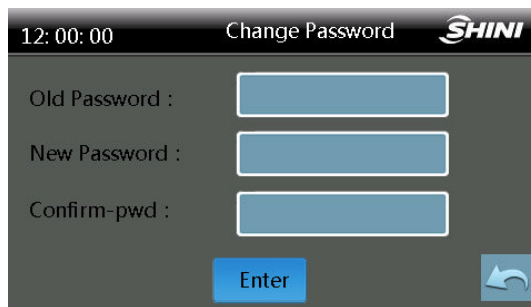 12: 00: 00 Change Password SHINI
Old Password :
New Password :
Confirm-pwd :
Enter